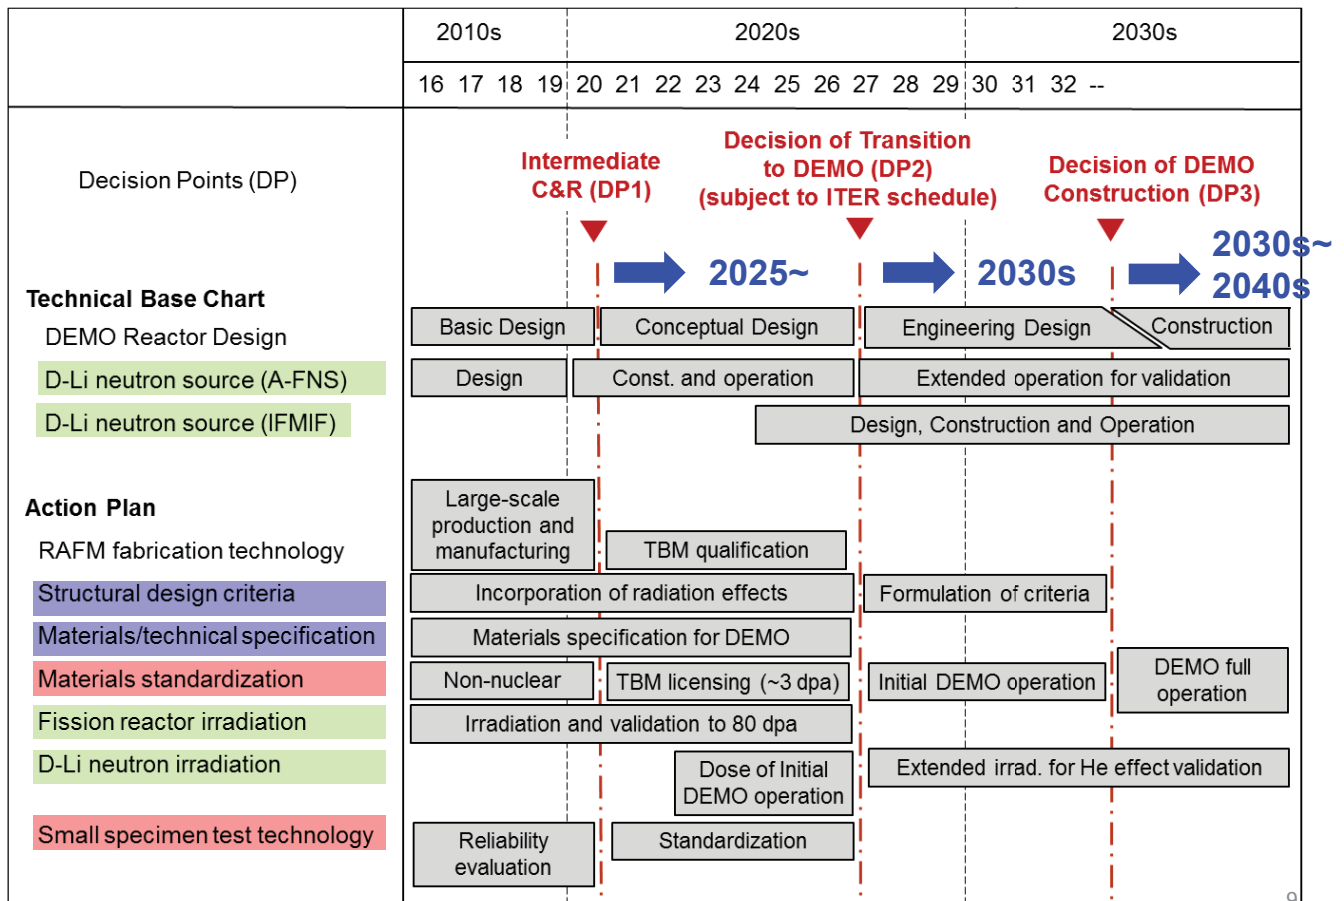 2010s 2020s 2030s
16 17 18 19 20 21 22 23 24 25 26 27 28 29 30 31 32 --
Decision Points (DP)
Intermediate
C&R (DP1)
Decision of Transition
to DEMO (DP2)
(subject to ITER schedule)
Decision of DEMO
Construction (DP3)
2025~
2030s
2030s~
2040s
Technical Base Chart
DEMO Reactor Design
Basic Design
Conceptual Design
Engineering Design
Construction
D-Li neutron source (A-FNS)
Design
Const. and operation
Extended operation for validation
D-Li neutron source (IFMIF)
Design, Construction and Operation
Action Plan
RAFM fabrication technology
Large-scale
production and
manufacturing
TBM qualification
Structural design criteria
Incorporation of radiation effects
Formulation of criteria
Materials/technical specification
Materials specification for DEMO
Materials standardization
Non-nuclear
TBM licensing (~3 dpa)
Initial DEMO operation
DEMO full
operation
Fission reactor irradiation
Irradiation and validation to 80 dpa
D-Li neutron irradiation
Dose of Initial
DEMO operation
Extended irrad. for He effect validation
Small specimen test technology
Reliability
evaluation
Standardization
9